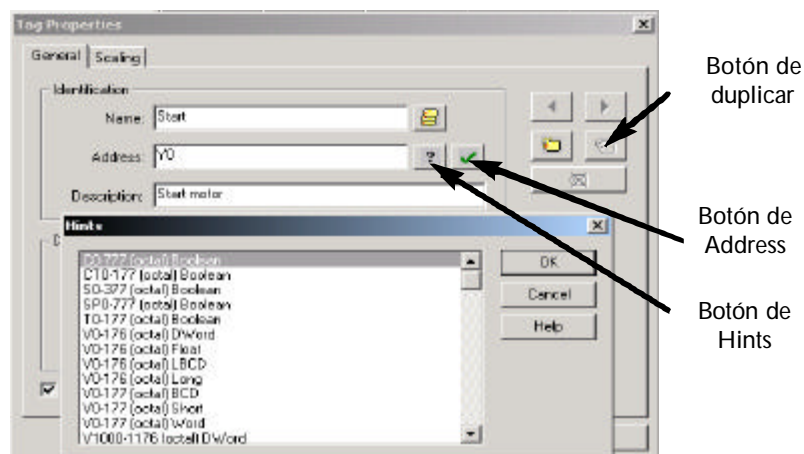 Tag Properties
General Scaling
Identification
Name: Start
Address: Y0
?
Description: Start motor
Hints
C0-777 (octal) Boolean
CT0-177 (octal) Boolean
S0-377 (octal) Boolean
SP0-777 (octal) Boolean
T0-177 (octal) Boolean
V0-176 (octal) DWord
V0-176 (octal) Float
V0-176 (octal) LBCD
V0-176 (octal) Long
V0-177 (octal) BCD
V0-177 (octal) Short
V0-177 (octal) Word
V1000-1176 (octal) DWord
OK
Cancel
Help
Botón de
duplicar
Botón de
Address
Botón de
Hints